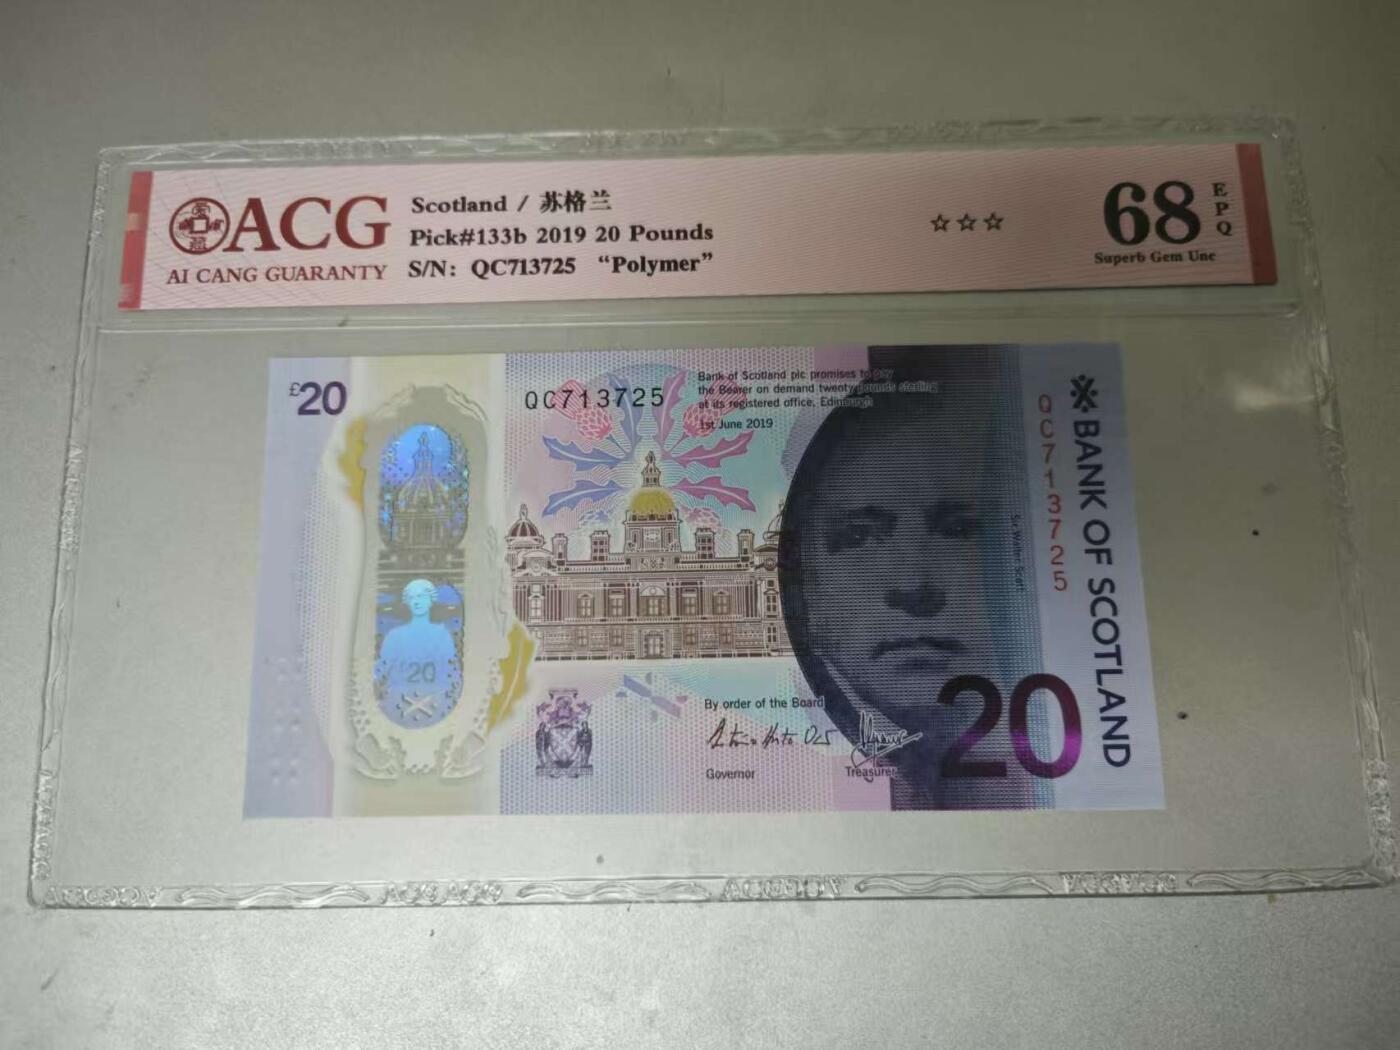 ACG
AI CANG GUARANTY
Scotland / 苏格兰
Pick#133b 2019 20 Pounds
S/N: QC713725 “Polymer”
☆☆☆
68
EPQ
Superb Gem Unc
£20
QC713725
Bank of Scotland plc promises to pay
the Bearer on demand twenty pounds sterling
at its registered office, Edinburgh
1st June 2019
QC713725
BANK OF SCOTLAND
Sir Walter Scott
20
By order of the Board
Governor
Treasurer
20